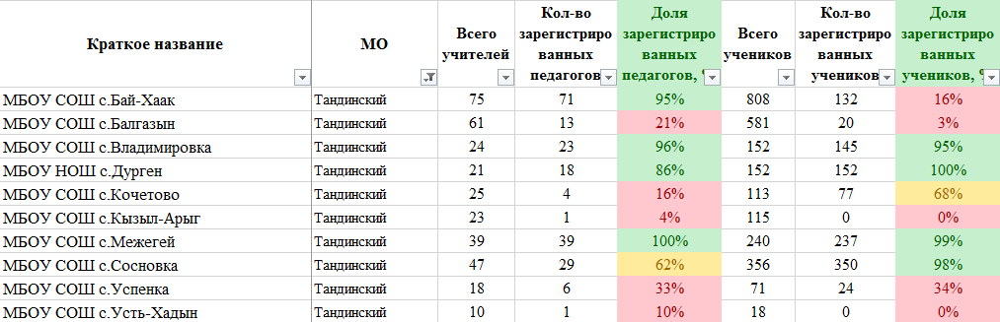 Краткое название МО Всего учителей Кол-во зарегистрированных педагогов Доля зарегистрированных педагогов, % Всего учеников Кол-во зарегистрированных учеников Доля зарегистрированных учеников, %
МБОУ СОШ с.Бай-Хаак Тандинский 75 71 95% 808 132 16%
МБОУ СОШ с.Балгазын Тандинский 61 13 21% 581 20 3%
МБОУ СОШ с.Владимировка Тандинский 24 23 96% 152 145 95%
МБОУ НОШ с.Дурген Тандинский 21 18 86% 152 152 100%
МБОУ СОШ с.Кочетово Тандинский 25 4 16% 113 77 68%
МБОУ СОШ с.Кызыл-Арыг Тандинский 23 1 4% 115 0 0%
МБОУ СОШ с.Межегей Тандинский 39 39 100% 240 237 99%
МБОУ СОШ с.Сосновка Тандинский 47 29 62% 356 350 98%
МБОУ СОШ с.Успенка Тандинский 18 6 33% 71 24 34%
МБОУ СОШ с.Усть-Хадын Тандинский 10 1 10% 18 0 0%